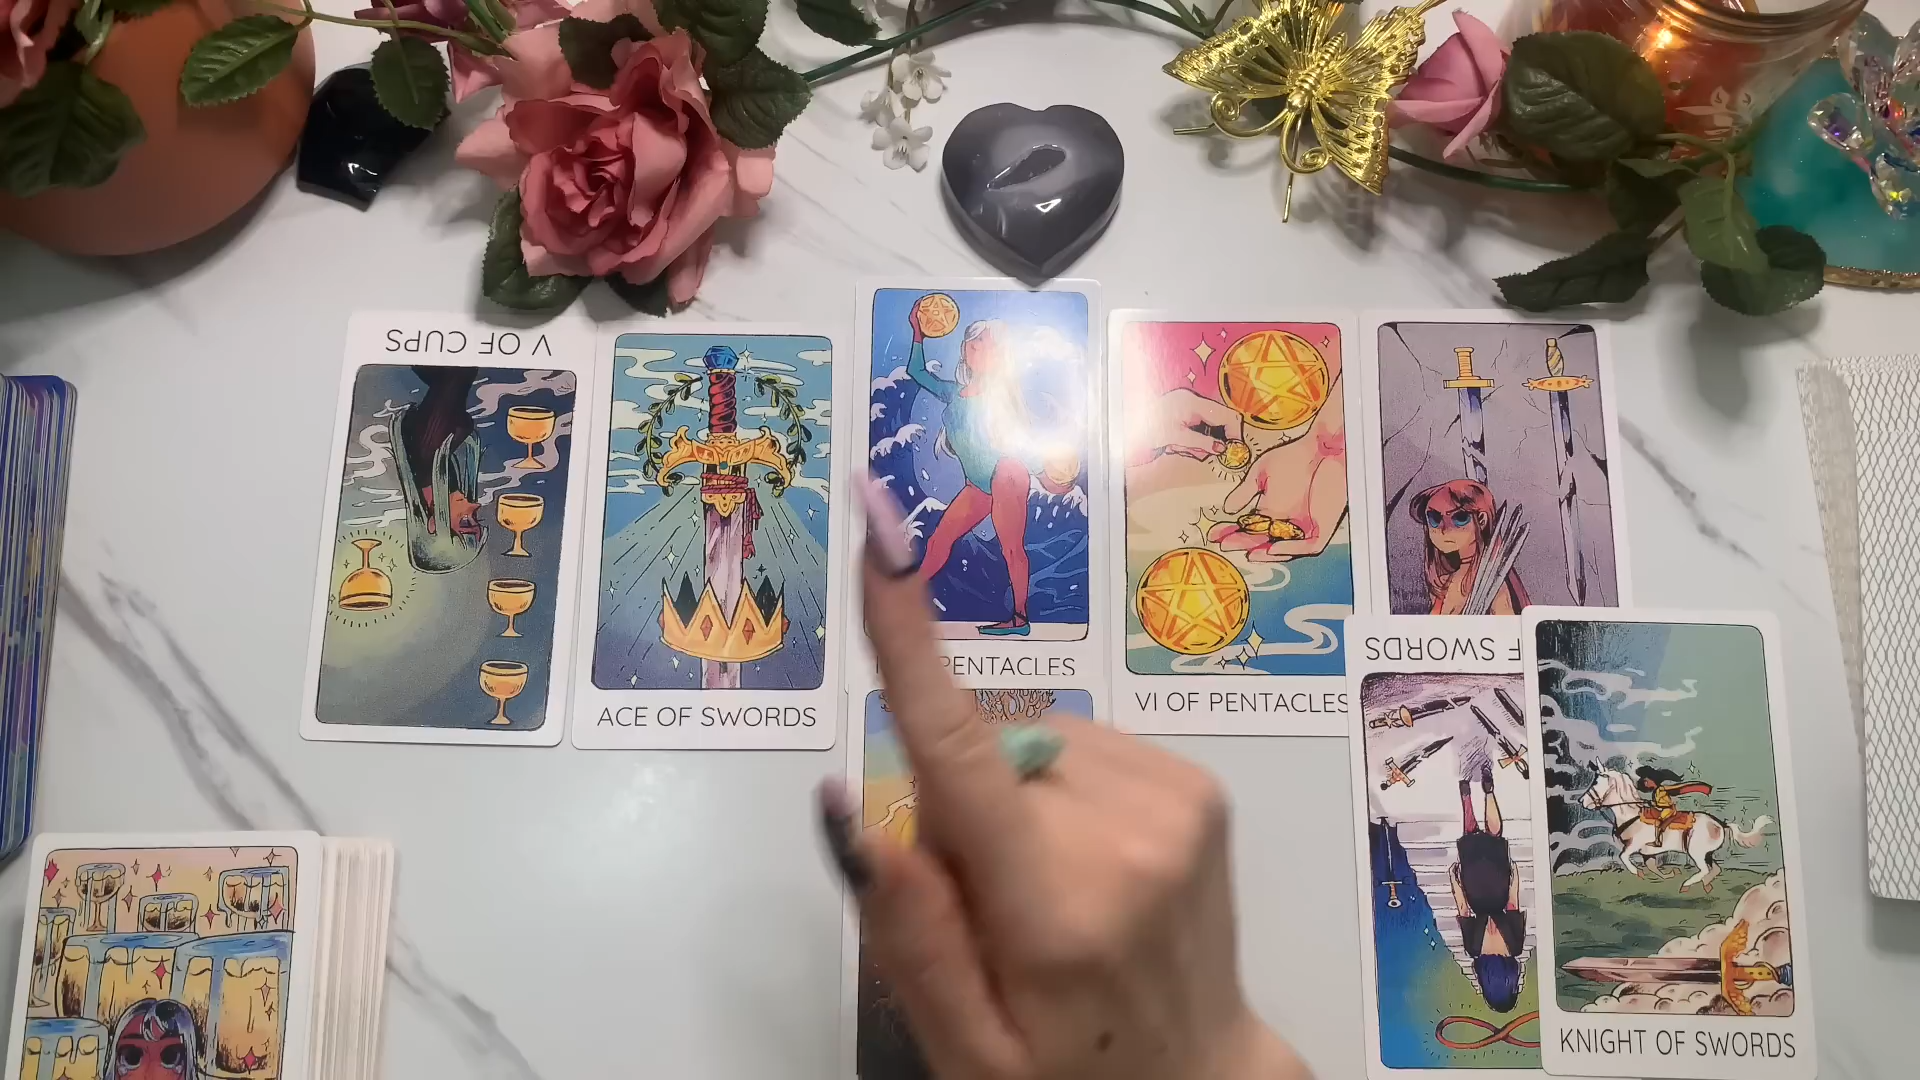 V OF CUPS
ACE OF SWORDS
PENTACLES
VI OF PENTACLES
SWORDS
KNIGHT OF SWORDS